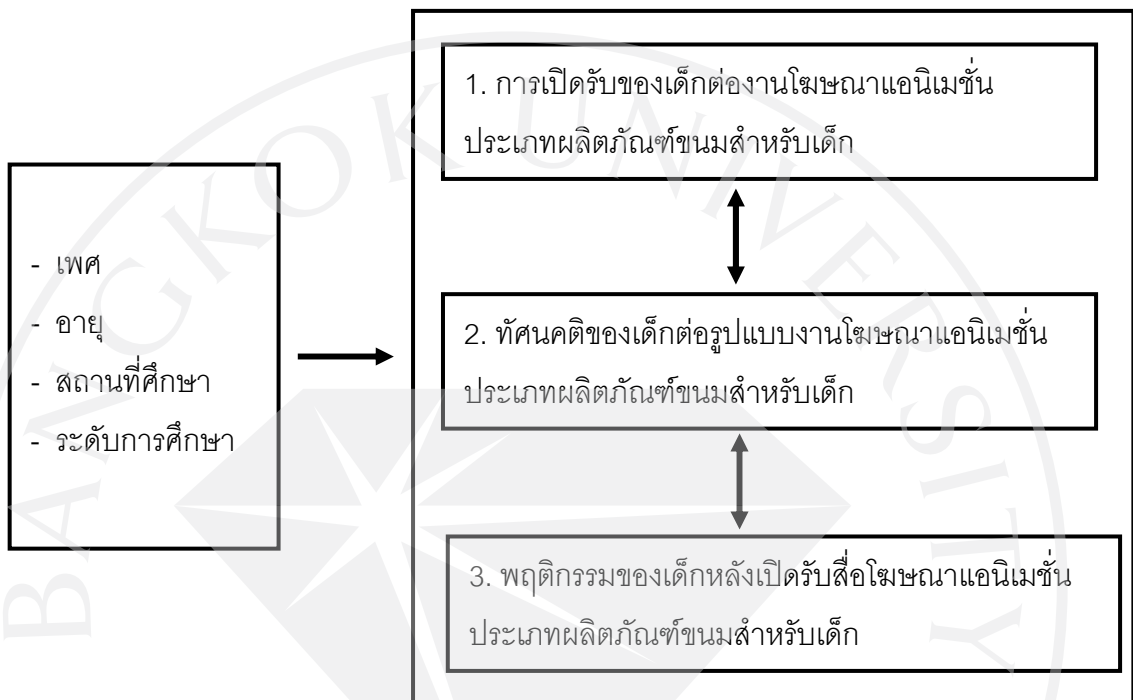 - เพศ
- อายุ
- สถานที่ศึกษา
- ระดับการศึกษา
1. การเปิดรับของเด็กต่องานโฆษณาแอนิเมชั่น
ประเภทผลิตภัณฑ์ขนมสำหรับเด็ก
2. ทัศนคติของเด็กต่อรูปแบบงานโฆษณาแอนิเมชั่น
ประเภทผลิตภัณฑ์ขนมสำหรับเด็ก
3. พฤติกรรมของเด็กหลังเปิดรับสื่อโฆษณาแอนิเมชั่น
ประเภทผลิตภัณฑ์ขนมสำหรับเด็ก
BANGKOK UNIVERSITY